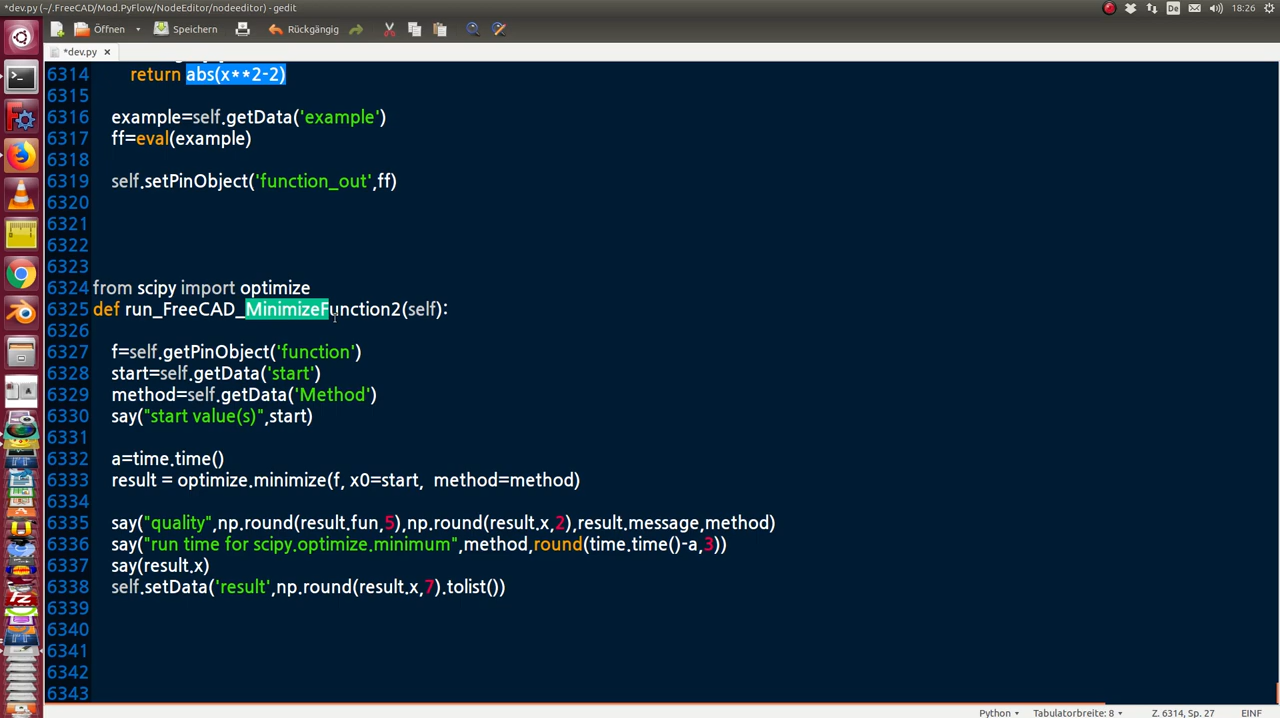 *dev.py (~/.FreeCAD/Mod.PyFlow/NodeEditor/nodeeditor) - gedit
De
18:26
Öffnen
Speichern
Rückgängig
*dev.py
6314 return abs(x**2-2)
6315
6316 example=self.getData('example')
6317 ff=eval(example)
6318
6319 self.setPinObject('function_out',ff)
6320
6321
6322
6323
6324 from scipy import optimize
6325 def run_FreeCAD_MinimizeFunction2(self):
6326
6327 f=self.getPinObject('function')
6328 start=self.getData('start')
6329 method=self.getData('Method')
6330 say("start value(s)",start)
6331
6332 a=time.time()
6333 result = optimize.minimize(f, x0=start,  method=method)
6334
6335 say("quality",np.round(result.fun,5),np.round(result.x,2),result.message,method)
6336 say("run time for scipy.optimize.minimum",method,round(time.time()-a,3))
6337 say(result.x)
6338 self.setData('result',np.round(result.x,7).tolist())
6339
6340
6341
6342
6343
Python Tabulatorbreite: 8 Z. 6314, Sp. 27 EINF